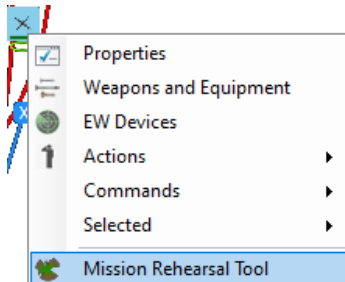 Properties
Weapons and Equipment
EW Devices
Actions
Commands
Selected
Mission Rehearsal Tool